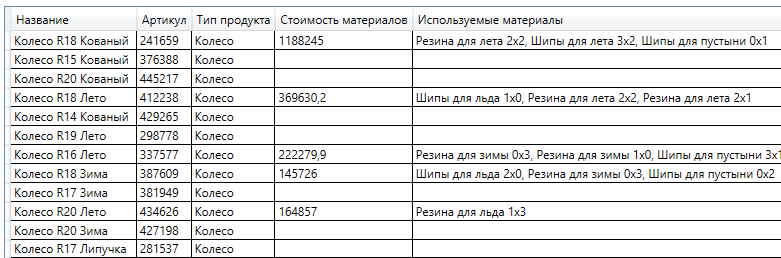 Название Артикул Тип продукта Стоимость материалов Используемые материалы
Колесо R18 Кованый 241659 Колесо 1188245 Резина для лета 2x2, Шипы для лета 3x2, Шипы для пустыни 0x1
Колесо R15 Кованый 376388 Колесо
Колесо R20 Кованый 445217 Колесо
Колесо R18 Лето 412238 Колесо 369630,2 Шипы для льда 1x0, Резина для лета 2x2, Резина для лета 2x1
Колесо R14 Кованый 429265 Колесо
Колесо R19 Лето 298778 Колесо
Колесо R16 Лето 337577 Колесо 222279,9 Резина для зимы 0x3, Резина для зимы 1x0, Шипы для пустыни 3x1
Колесо R18 Зима 387609 Колесо 145726 Шипы для льда 2x0, Резина для зимы 0x3, Шипы для пустыни 0x2
Колесо R17 Зима 381949 Колесо
Колесо R20 Лето 434626 Колесо 164857 Резина для льда 1x3
Колесо R20 Зима 427198 Колесо
Колесо R17 Липучка 281537 Колесо